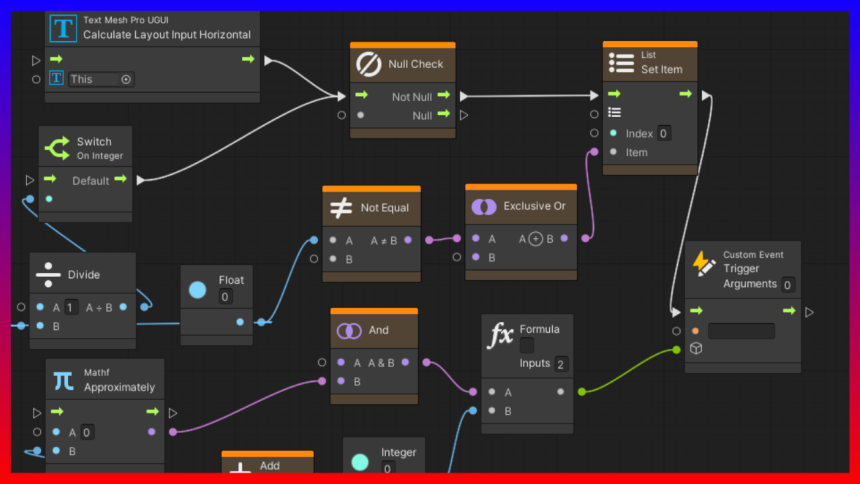 Text Mesh Pro UGUI
Calculate Layout Input Horizontal
T
T This
Null Check
Not Null
Null
List
Set Item
Index 0
Item
Switch
On Integer
Default
Not Equal
A A ≠ B
B
Exclusive Or
A A⊕B
B
Custom Event
Trigger
Arguments 0
Divide
A 1 A ÷ B
B
Float
0
And
A A & B
B
fx Formula
Inputs 2
A
B
π Mathf
Approximately
A 0
B
Add
Integer
0